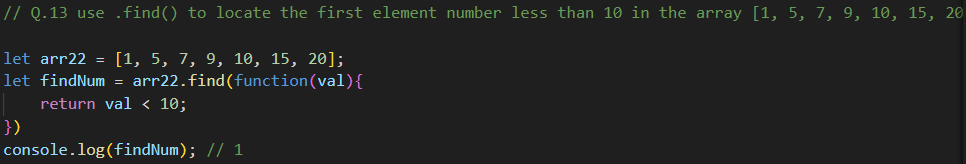 // Q.13 use .find() to locate the first element number less than 10 in the array [1, 5, 7, 9, 10, 15, 20
let arr22 = [1, 5, 7, 9, 10, 15, 20];
let findNum = arr22.find(function(val){
    return val < 10;
})
console.log(findNum); // 1